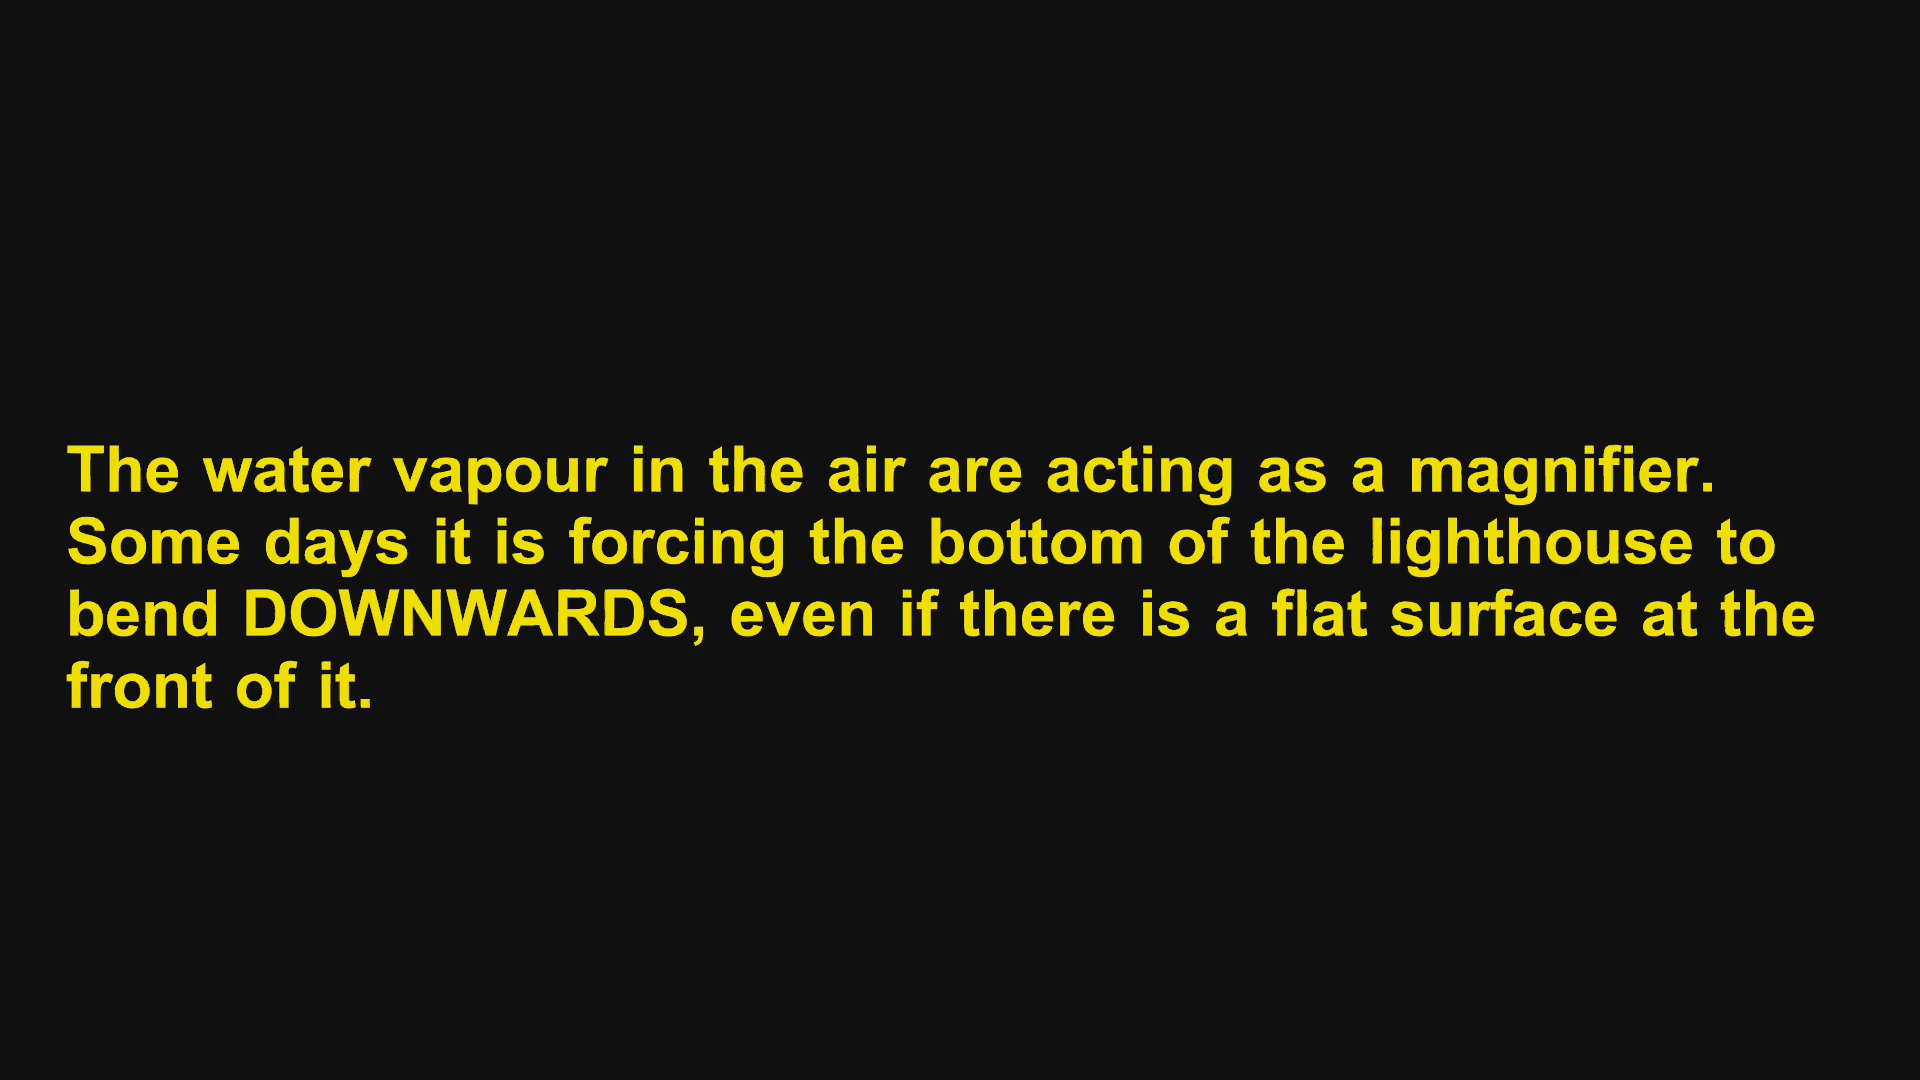 The water vapour in the air are acting as a magnifier.
Some days it is forcing the bottom of the lighthouse to
bend DOWNWARDS, even if there is a flat surface at the
front of it.